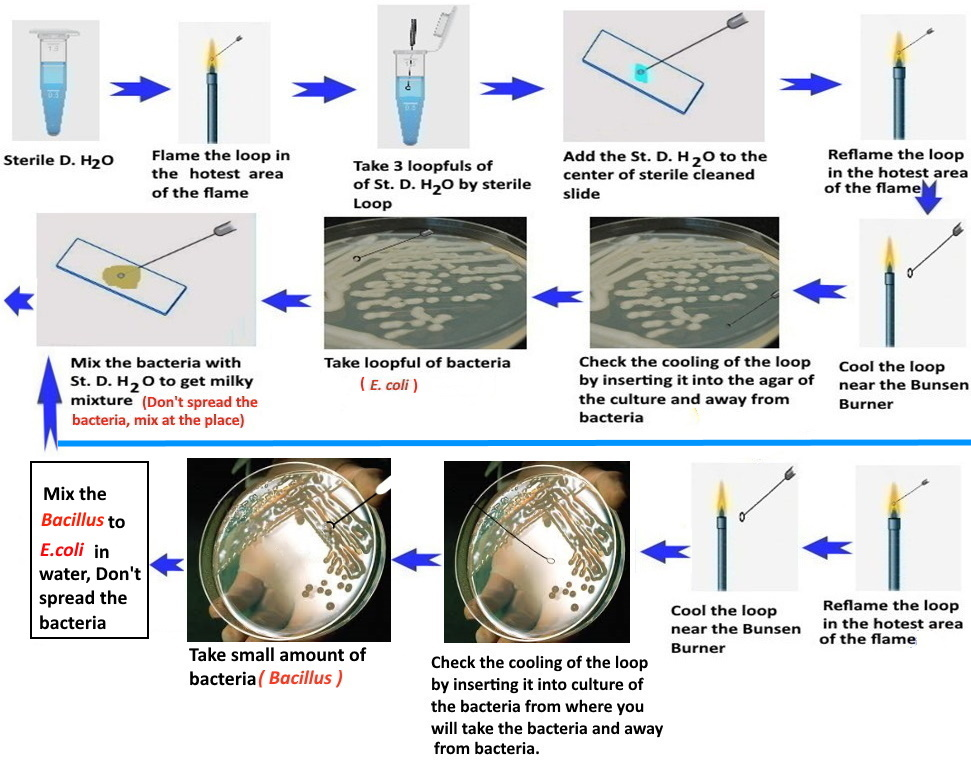 Sterile D. H2O
Flame the loop in
the hotest area
of the flame
Take 3 loopfuls of
of St. D. H2O by sterile
Loop
Add the St. D. H2O to the
center of sterile cleaned
slide
Reflame the loop
in the hotest area
of the flame
Cool the loop
near the Bunsen
Burner
Check the cooling of the loop
by inserting it into the agar of
the culture and away from
bacteria
Take loopful of bacteria
( E. coli )
Mix the bacteria with
St. D. H2O to get milky
mixture (Don't spread the
bacteria, mix at the place)
Reflame the loop
in the hotest area
of the flame
Cool the loop
near the Bunsen
Burner
Check the cooling of the loop
by inserting it into culture of
the bacteria from where you
will take the bacteria and away
from bacteria.
Take small amount of
bacteria ( Bacillus )
Mix the
Bacillus to
E.coli in
water, Don't
spread the
bacteria